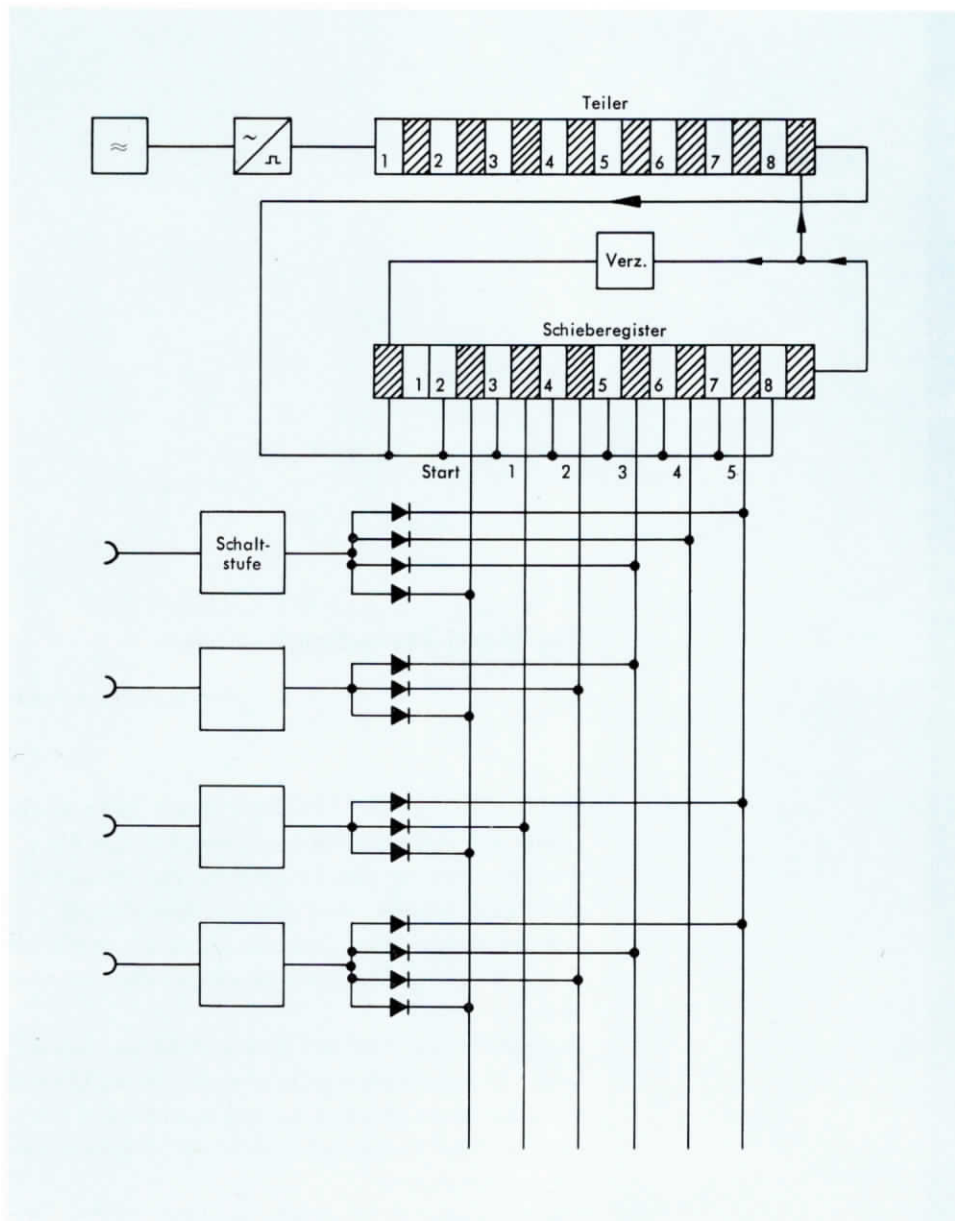 Teiler
≈
~
1 2 3 4 5 6 7 8
Verz.
Schieberegister
1 2 3 4 5 6 7 8
Start 1 2 3 4 5
Schalt-
stufe